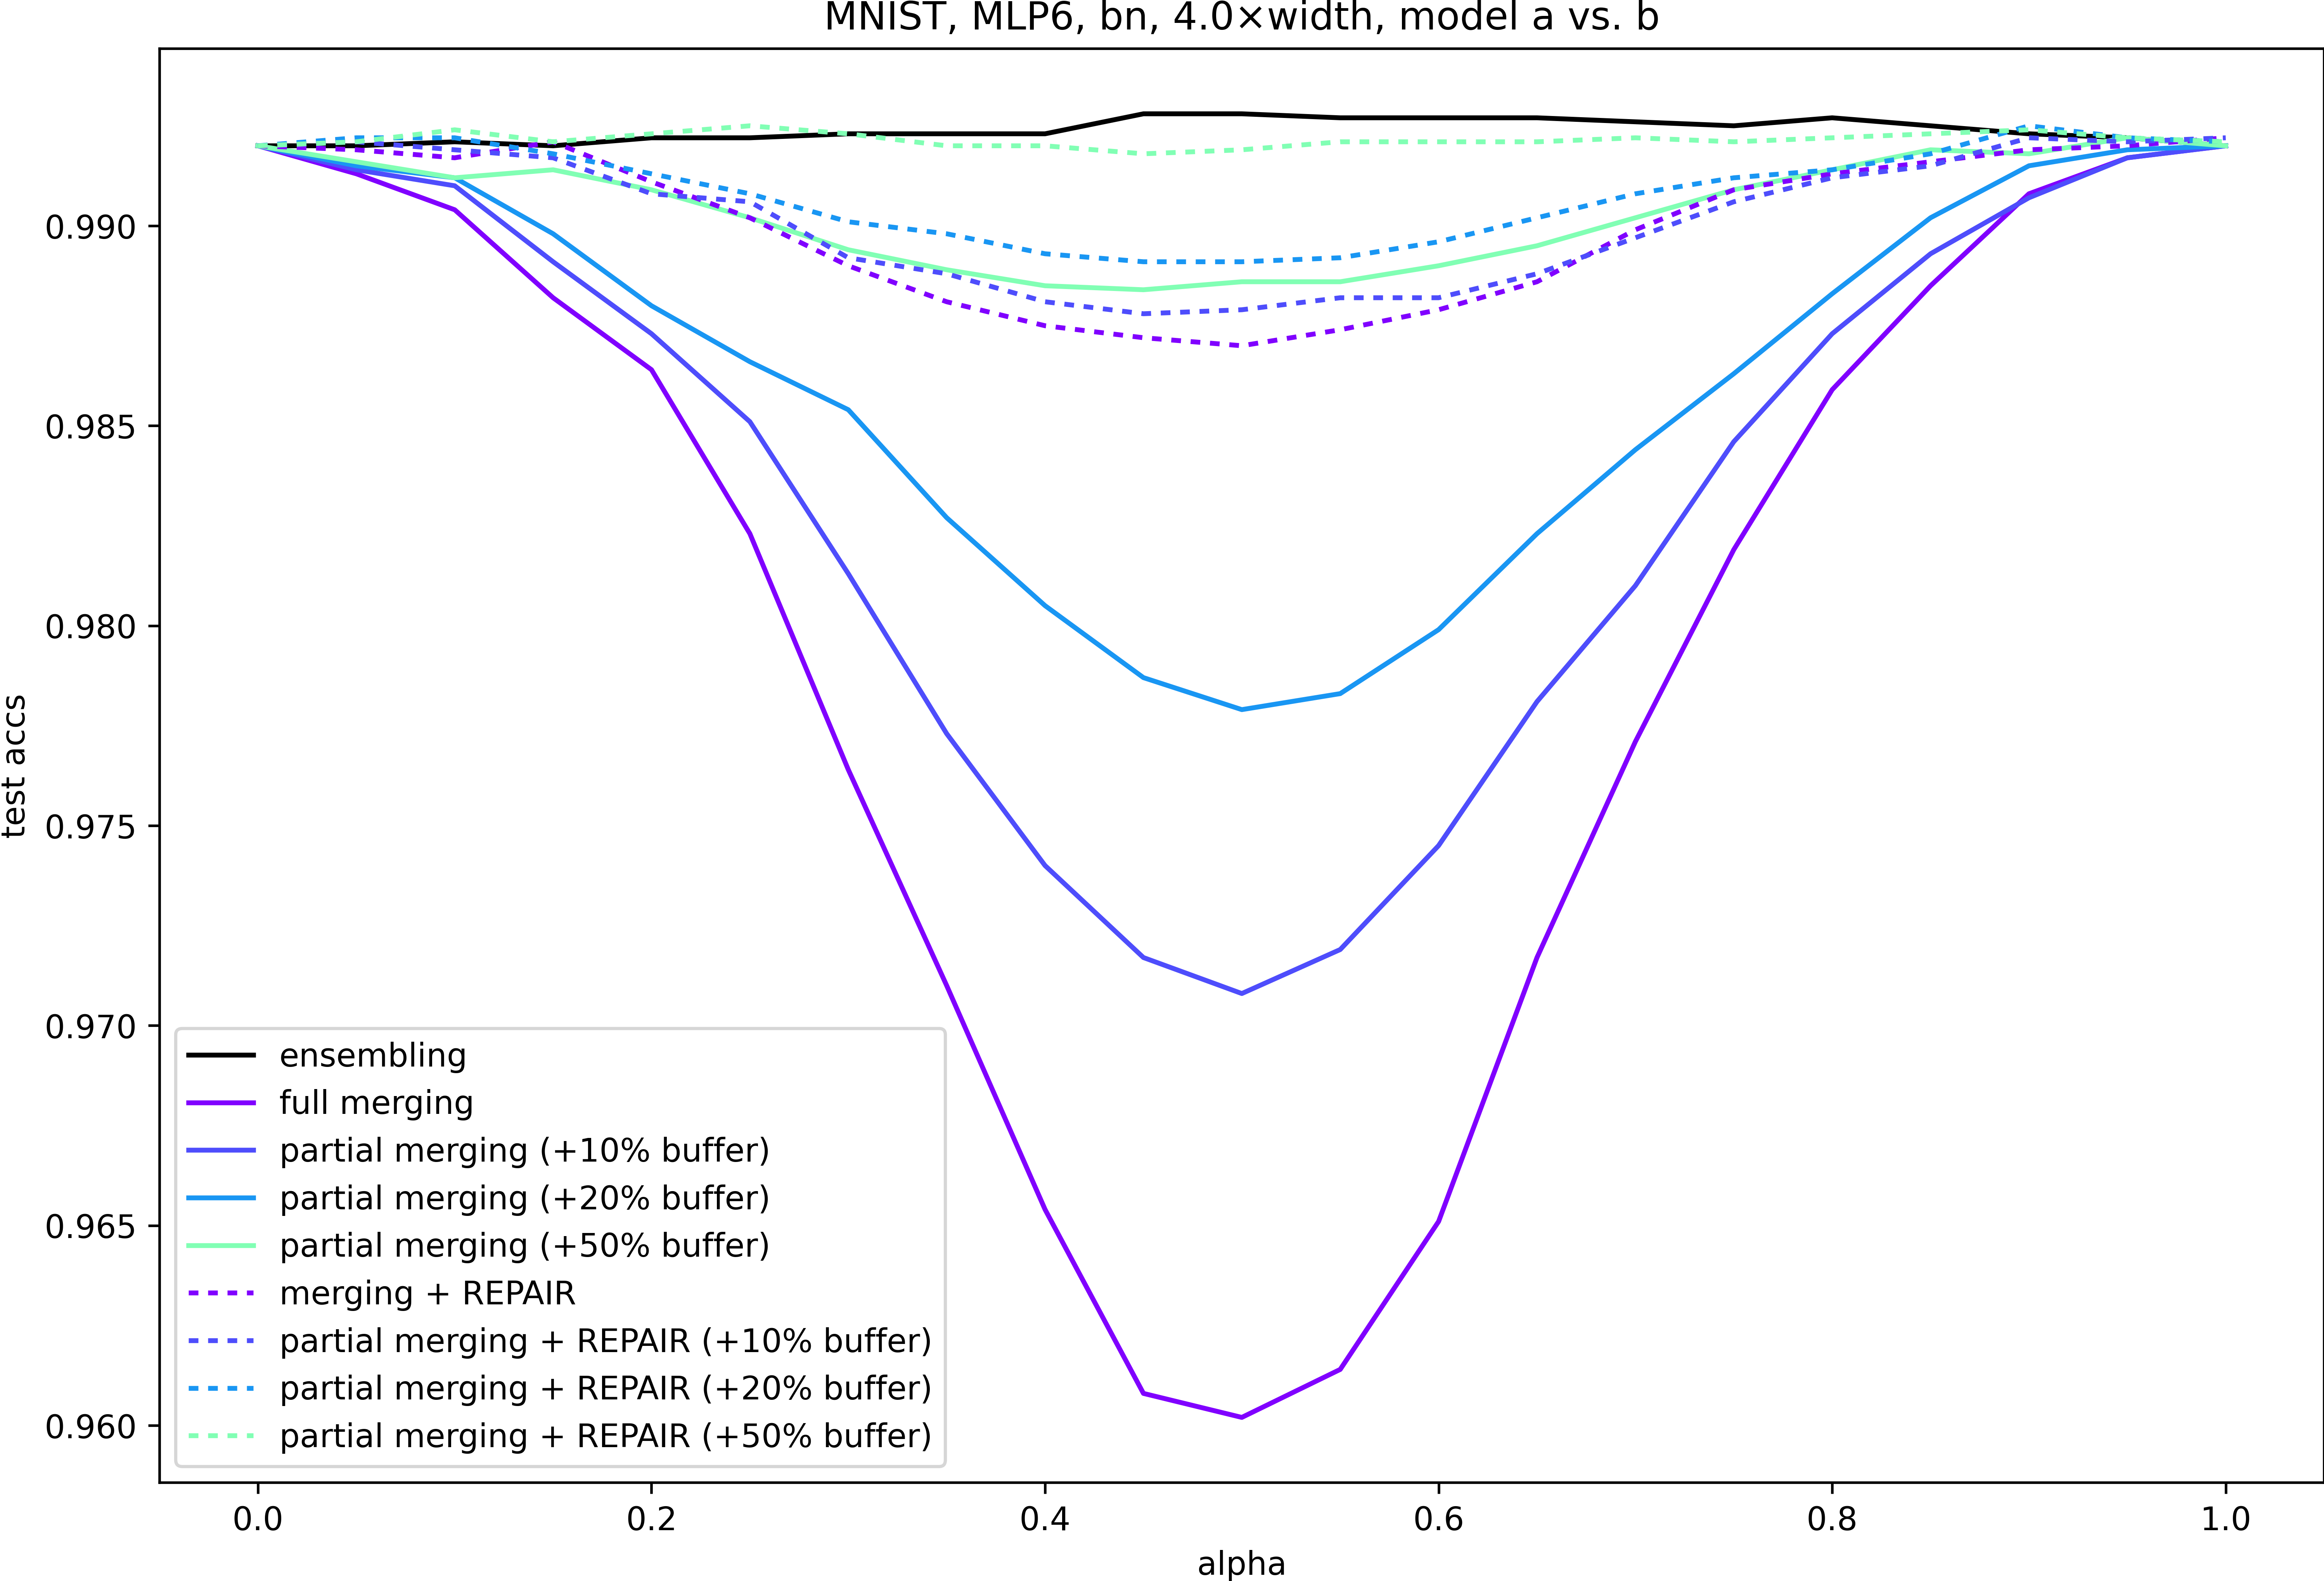 MNIST, MLP6, bn, 4.0×width, model a vs. b
test accs
0.990
0.985
0.980
0.975
0.970
0.965
0.960
ensembling
full merging
partial merging (+10% buffer)
partial merging (+20% buffer)
partial merging (+50% buffer)
merging + REPAIR
partial merging + REPAIR (+10% buffer)
partial merging + REPAIR (+20% buffer)
partial merging + REPAIR (+50% buffer)
0.0 0.2 0.4 0.6 0.8 1.0
alpha